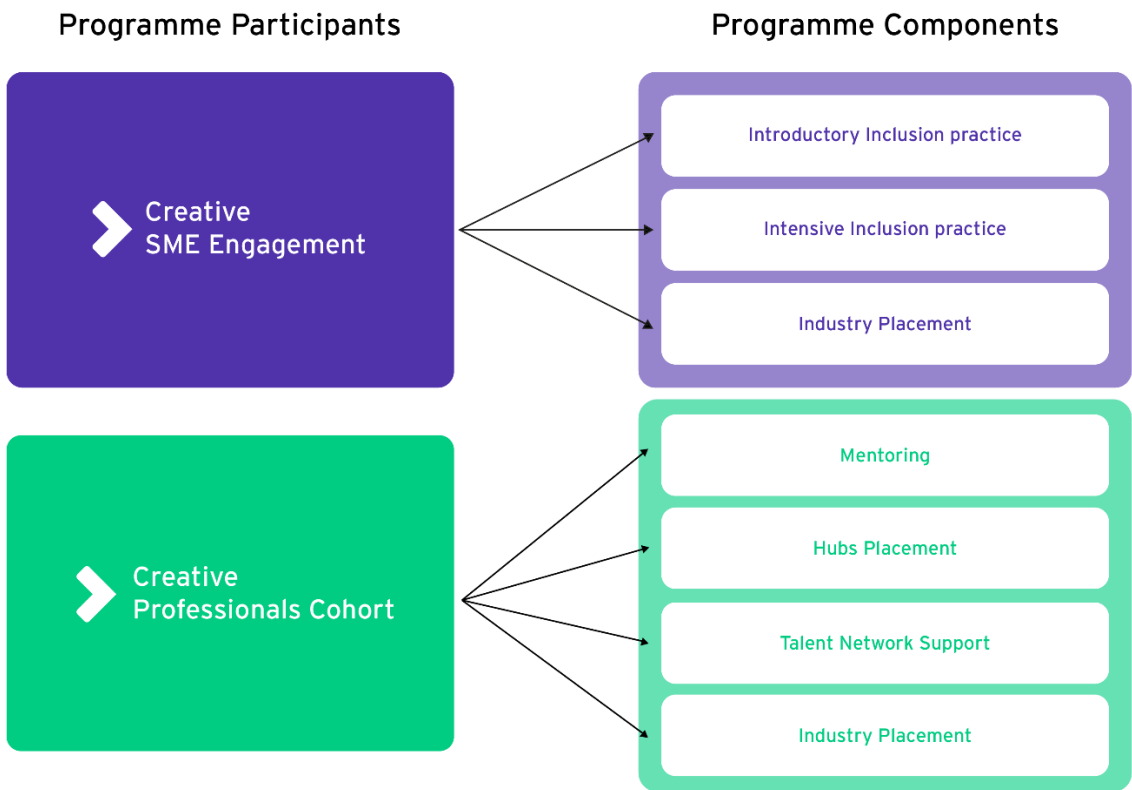 Programme Participants
Programme Components
Creative
SME Engagement
Introductory Inclusion practice
Intensive Inclusion practice
Industry Placement
Creative
Professionals Cohort
Mentoring
Hubs Placement
Talent Network Support
Industry Placement